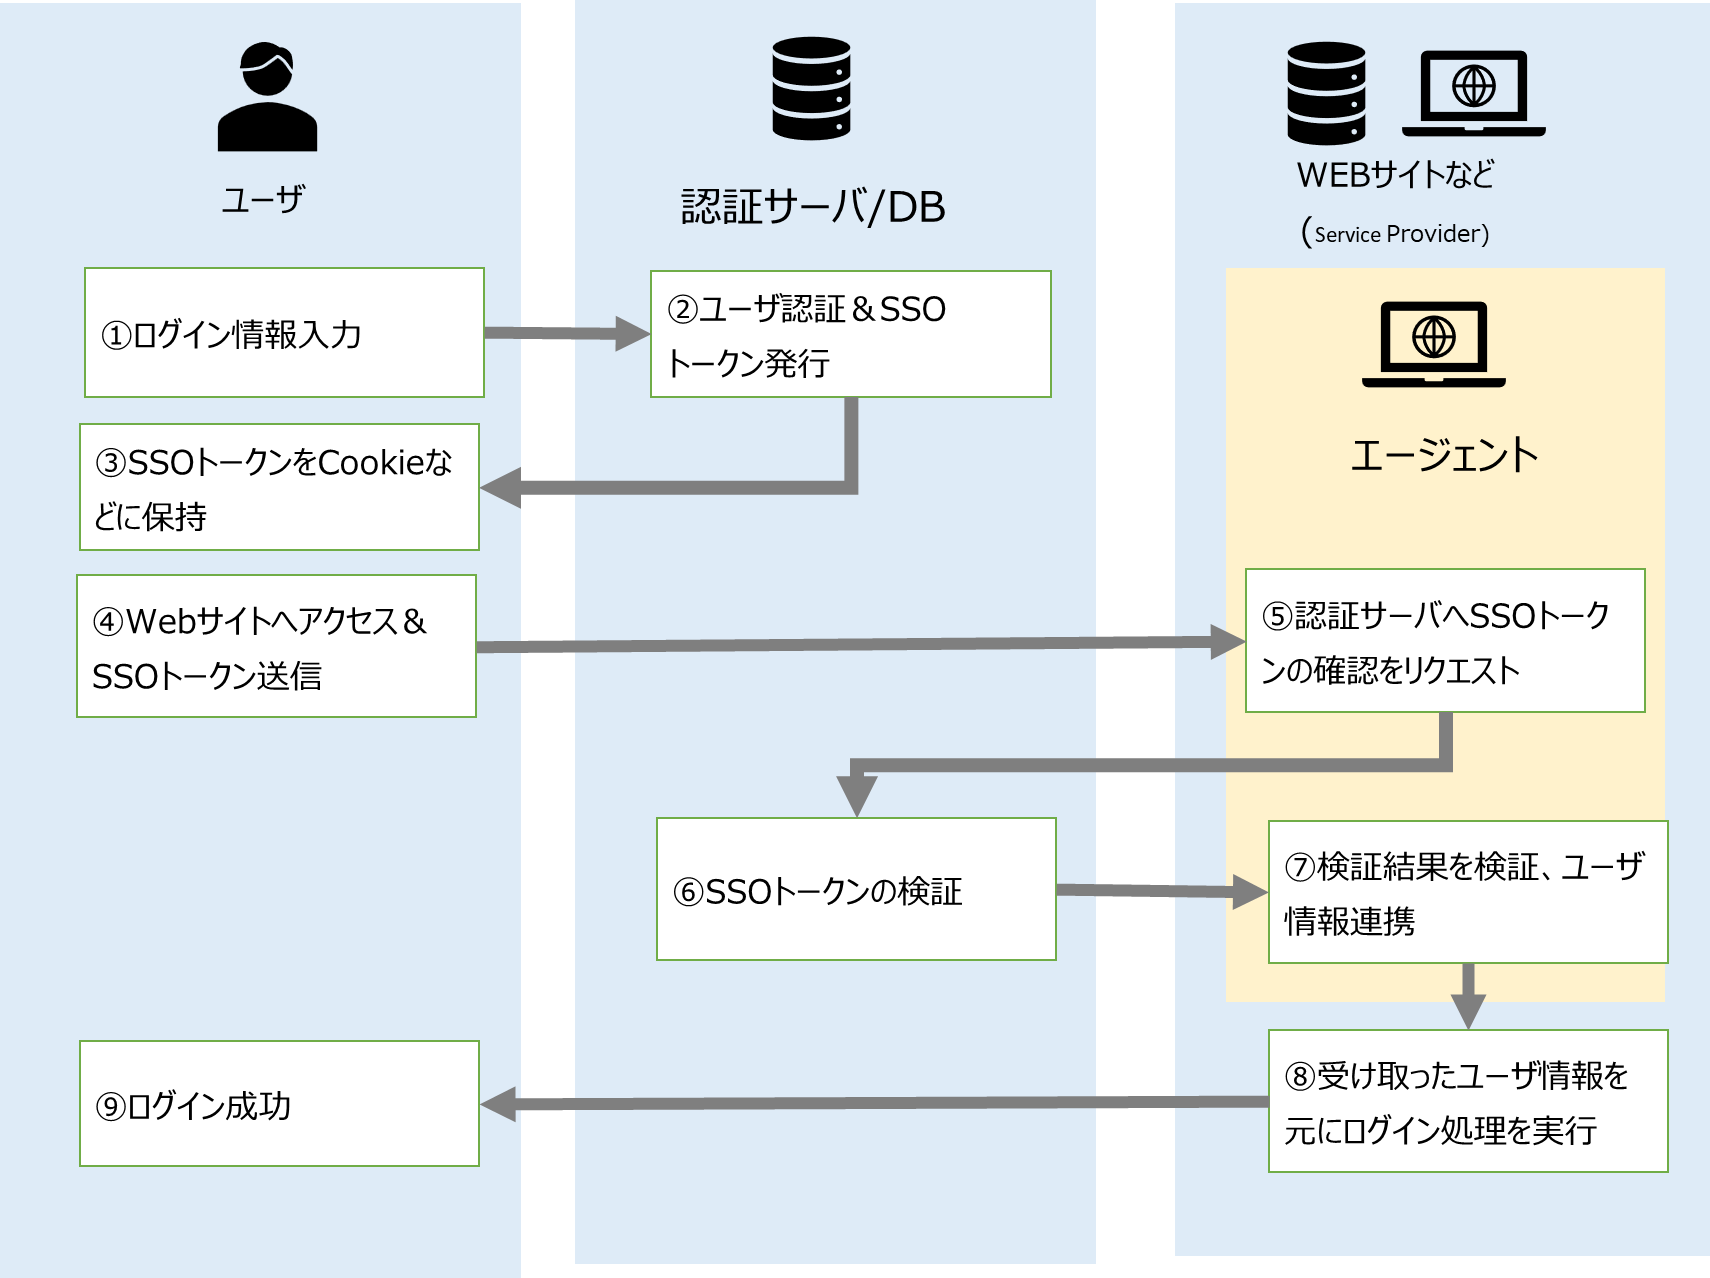 ユーザ
認証サーバ/DB
WEBサイトなど
(Service Provider)
①ログイン情報入力
②ユーザ認証＆SSO
トークン発行
エージェント
③SSOトークンをCookieな
どに保持
④Webサイトへアクセス＆
SSOトークン送信
⑤認証サーバへSSOトーク
ンの確認をリクエスト
⑥SSOトークンの検証
⑦検証結果を検証、ユーザ
情報連携
⑧受け取ったユーザ情報を
元にログイン処理を実行
⑨ログイン成功